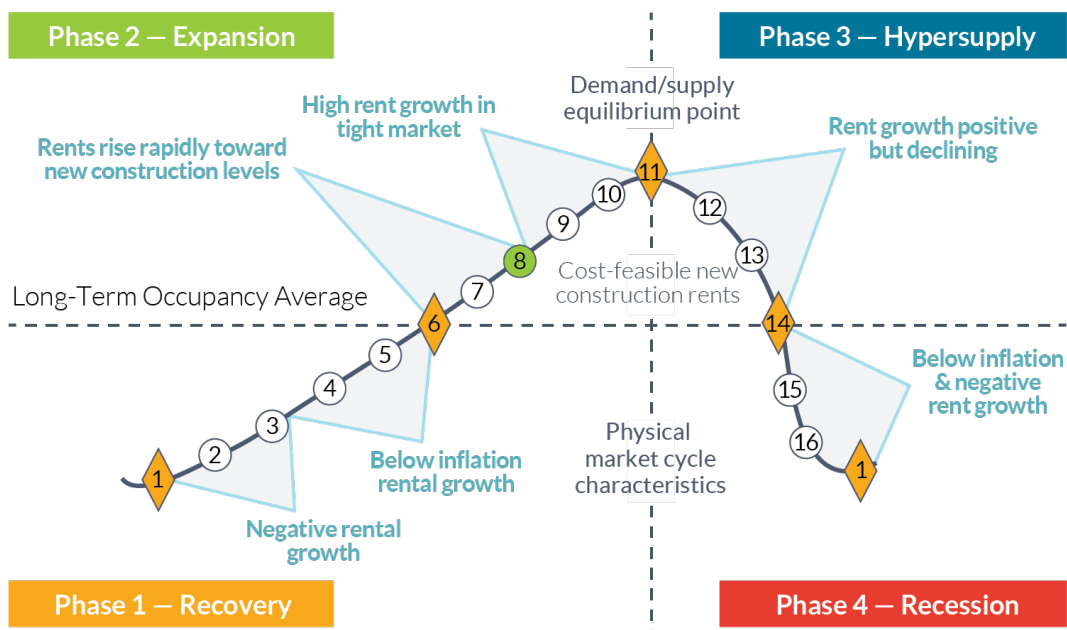 Phase 2 — Expansion
Phase 3 — Hypersupply
Demand/supply
equilibrium point
High rent growth in
tight market
Rent growth positive
but declining
Rents rise rapidly toward
new construction levels
11
10
12
9
13
8
Cost-feasible new
construction rents
7
Long-Term Occupancy Average
6
14
5
Below inflation
& negative
rent growth
4
15
3
Physical
market cycle
characteristics
16
2
Below inflation
rental growth
1
1
Negative rental
growth
Phase 1 — Recovery
Phase 4 — Recession